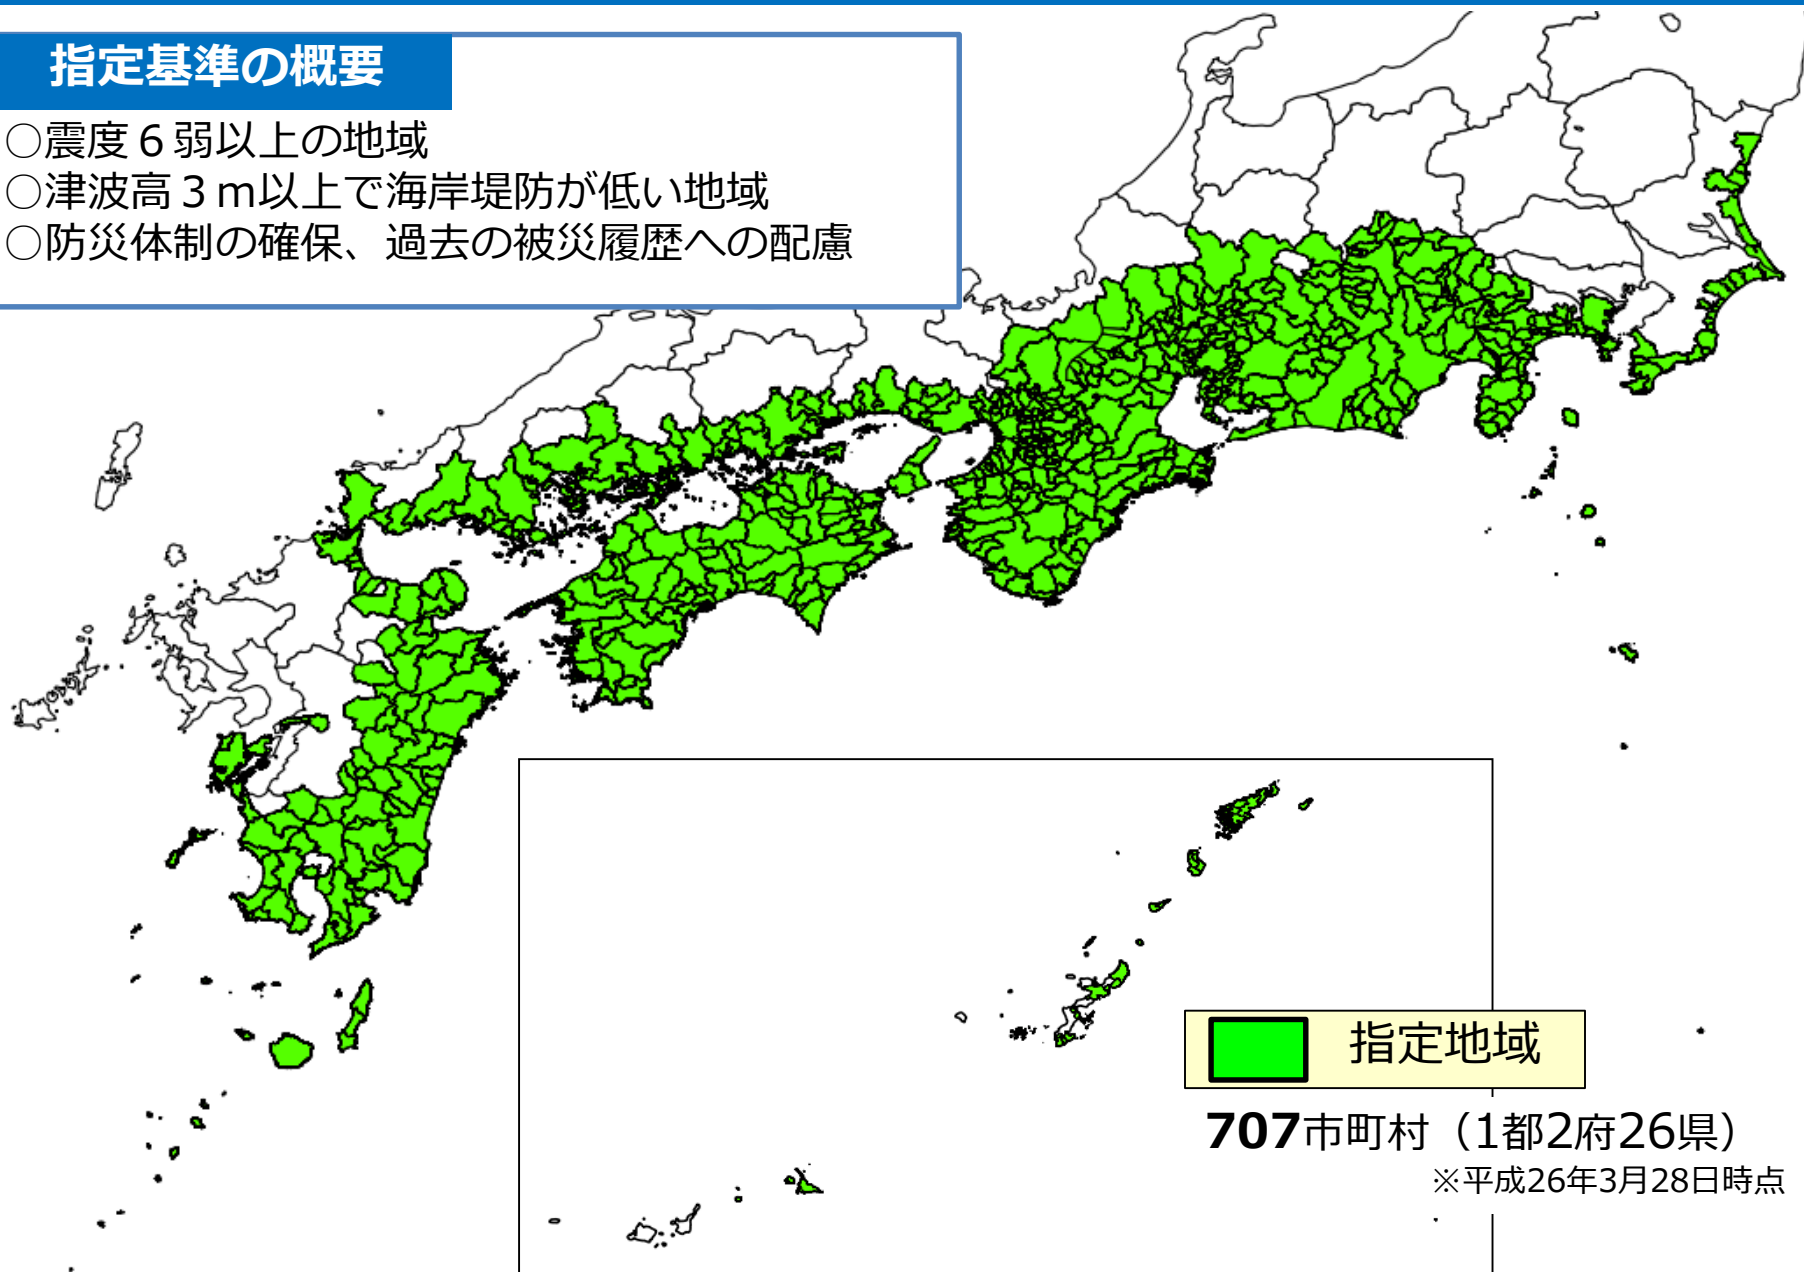 指定基準の概要
○震度６弱以上の地域
○津波高３ｍ以上で海岸堤防が低い地域
○防災体制の確保、過去の被災履歴への配慮
指定地域
707市町村（1都2府26県）
※平成26年3月28日時点